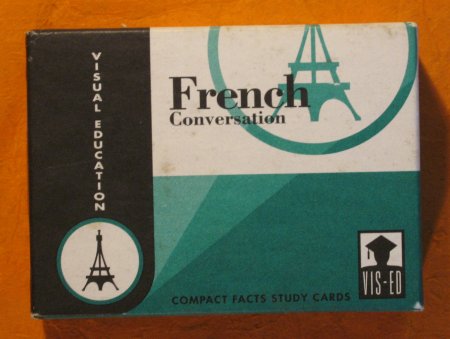 VISUAL EDUCATION
French
Conversation
COMPACT FACTS STUDY CARDS
VIS-ED